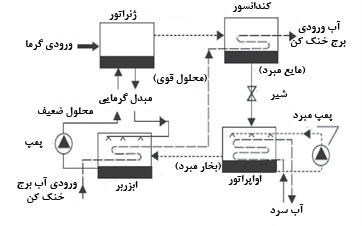 ژنراتور
کندانسور
ورودی گرما
آب ورودی
برج خنک کن
(محلول قوی)
(مایع مبرد)
مبدل گرمایی
شیر
محلول ضعیف
پمپ مبرد
پمپ
ورودی آب برج
خنک کن
ابزربر
(بخار مبرد)
اواپراتور
آب سرد